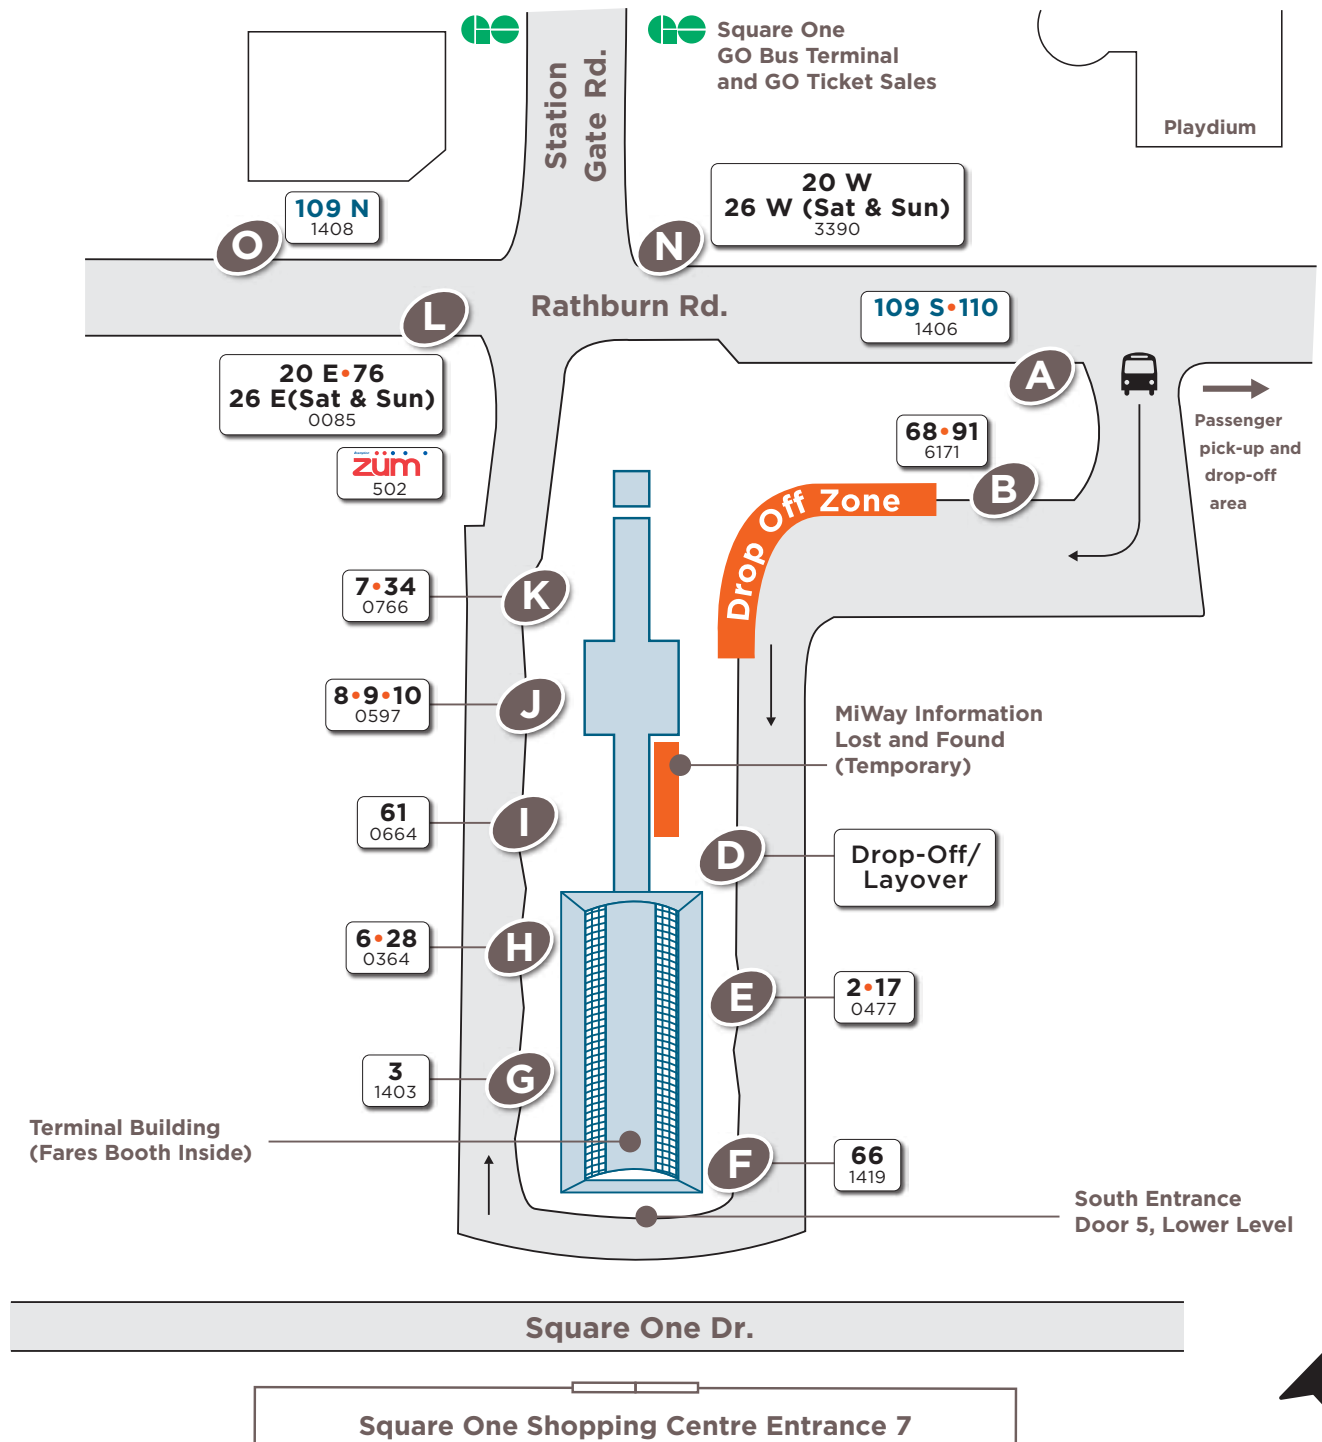 GO
GO
Square One
GO Bus Terminal
and GO Ticket Sales
Station
Gate Rd.
Playdium
109 N
1408
O
20 W
26 W (Sat & Sun)
3390
N
L
Rathburn Rd.
109 S•110
1406
A
20 E•76
26 E(Sat & Sun)
0085
züm
502
68•91
6171
B
Passenger
pick-up and
drop-off
area
Drop Off Zone
7•34
0766
K
8•9•10
0597
J
MiWay Information
Lost and Found
(Temporary)
61
0664
I
D
Drop-Off/
Layover
6•28
0364
H
E
2•17
0477
3
1403
G
Terminal Building
(Fares Booth Inside)
F
66
1419
South Entrance
Door 5, Lower Level
Square One Dr.
Square One Shopping Centre Entrance 7